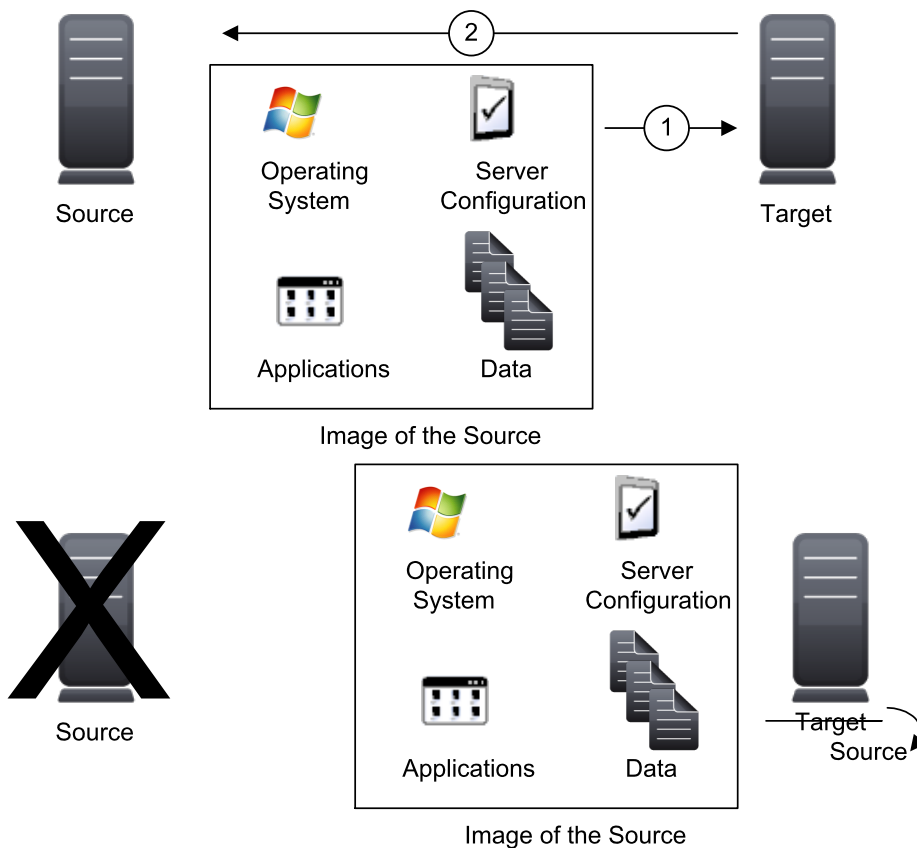 2
1
Operating
System
Server
Configuration
Source
Target
Applications
Data
Image of the Source
Operating
System
Server
Configuration
Source
Target
Source
Applications
Data
Image of the Source